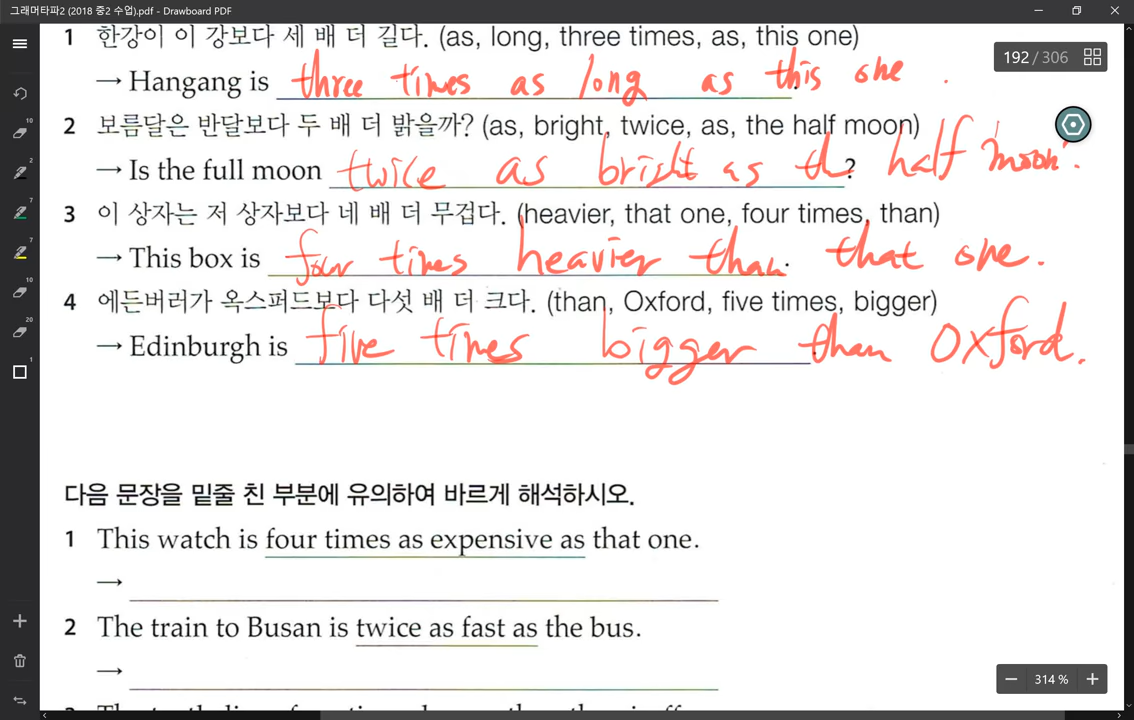 그래머타파2 (2018 중2 수업).pdf - Drawboard PDF
192 / 306
1 한강이 이 강보다 세 배 더 길다. (as, long, three times, as, this one)
→ Hangang is three times as long as this one .
2 보름달은 반달보다 두 배 더 밝을까? (as, bright, twice, as, the half moon)
→ Is the full moon twice as bright as th ? half moon.
3 이 상자는 저 상자보다 네 배 더 무겁다. (heavier, that one, four times, than)
→ This box is four times heavier than . that one.
4 에든버러가 옥스퍼드보다 다섯 배 더 크다. (than, Oxford, five times, bigger)
→ Edinburgh is five times bigger than Oxford.
다음 문장을 밑줄 친 부분에 유의하여 바르게 해석하시오.
1 This watch is four times as expensive as that one.
→
2 The train to Busan is twice as fast as the bus.
→
10
2
7
7
10
20
1
314 %